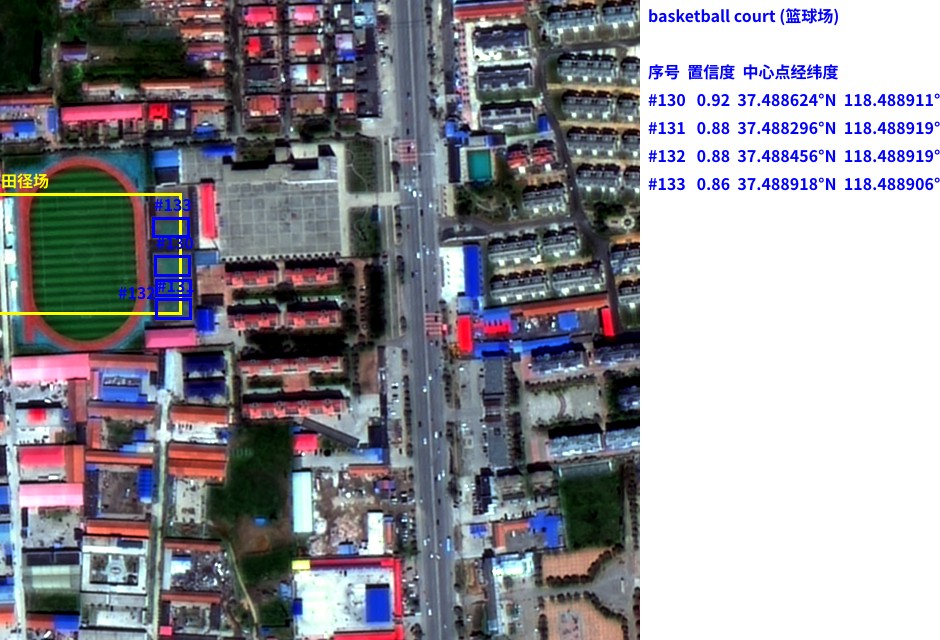 basketball court (篮球场)
序号 置信度 中心点经纬度
#130 0.92 37.488624°N 118.488911°
#131 0.88 37.488296°N 118.488919°
#132 0.88 37.488456°N 118.488919°
#133 0.86 37.488918°N 118.488906°
田径场
#133
#130
#132
#131